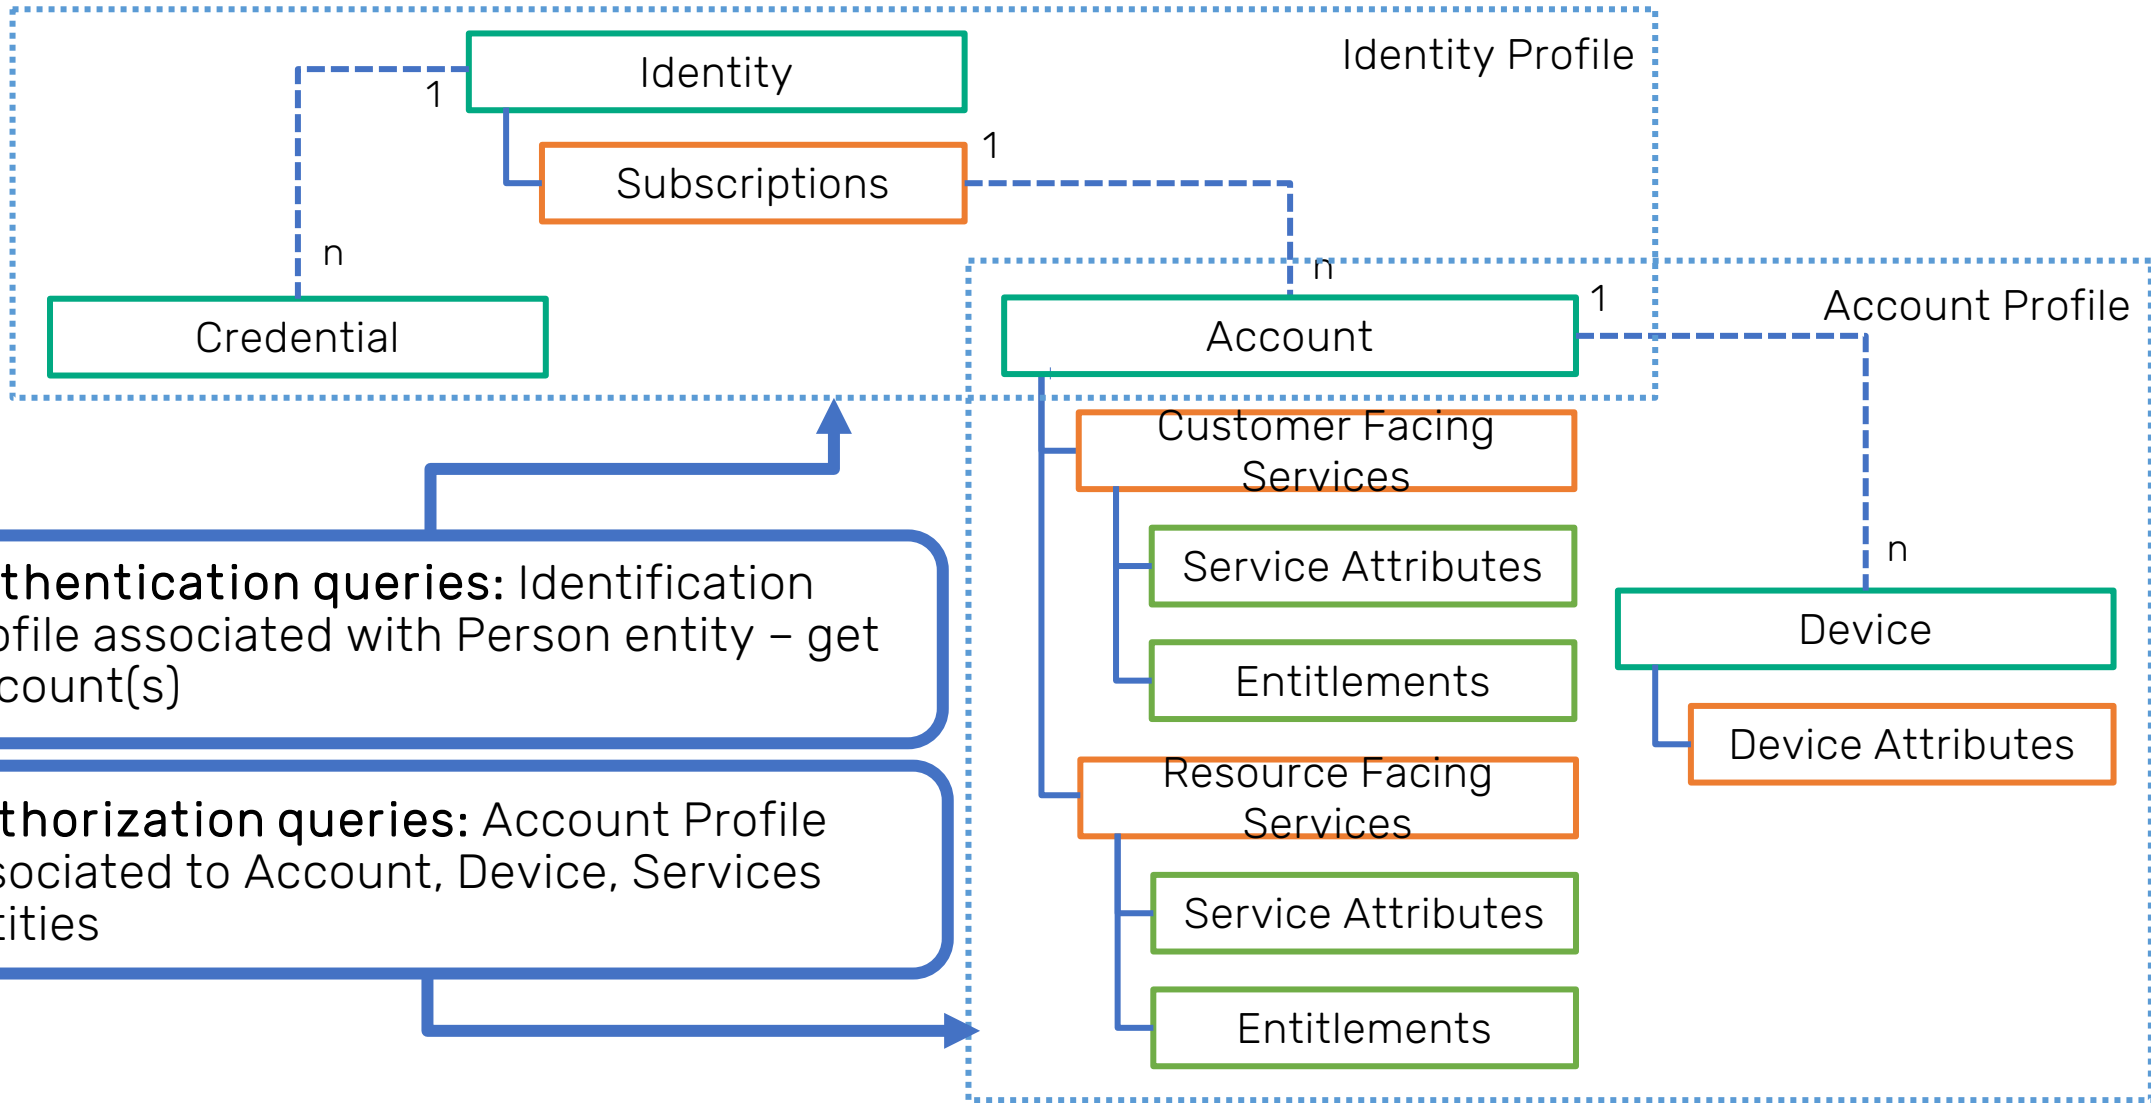 Identity Profile
Identity
1
Subscriptions
1
n
n
Credential
Account
1
Account Profile
Customer Facing
Services
Service Attributes
Entitlements
n
Device
Device Attributes
Resource Facing
Services
Service Attributes
Entitlements
thentication queries: Identification
ofile associated with Person entity – get
count(s)
thorization queries: Account Profile
sociated to Account, Device, Services
tities